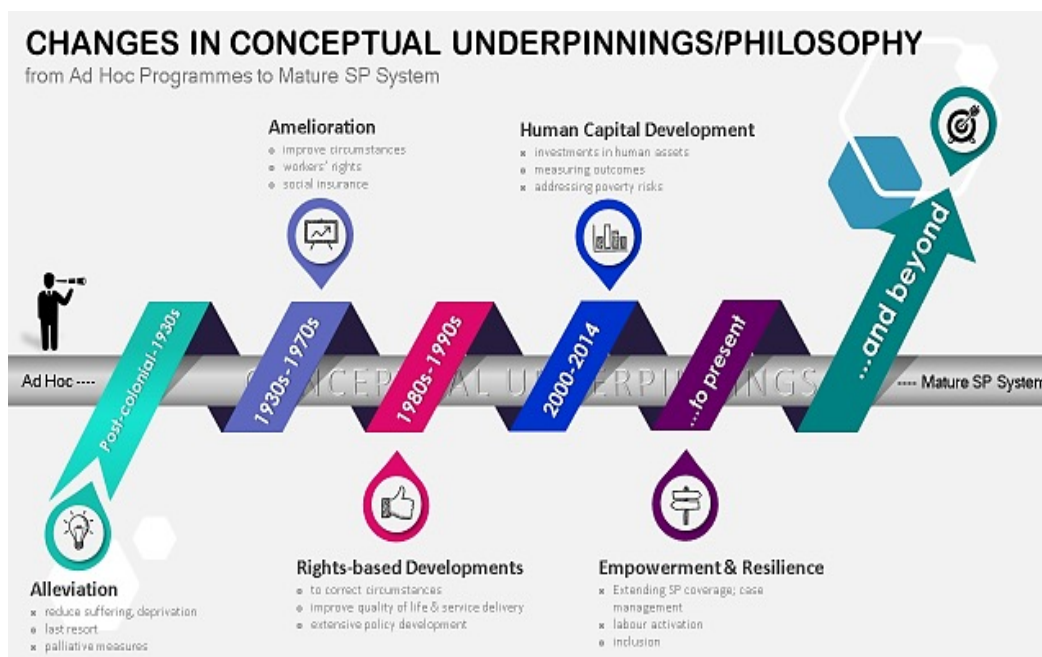 CHANGES IN CONCEPTUAL UNDERPINNINGS/PHILOSOPHY
from Ad Hoc Programmes to Mature SP System
Amelioration
improve circumstances
workers' rights
social insurance
Human Capital Development
investments in human assets
measuring outcomes
addressing poverty risks
Ad Hoc ----
Post-colonial-1930s
1930s-1970s
1980s-1990s
2000-2014
...to present
...and beyond
CONCEPTUAL UNDERPINNINGS
---- Mature SP System
Alleviation
reduce suffering, deprivation
last resort
palliative measures
Rights-based Developments
to correct circumstances
improve quality of life & service delivery
extensive policy development
Empowerment & Resilience
Extending SP coverage; case
management
labour activation
inclusion